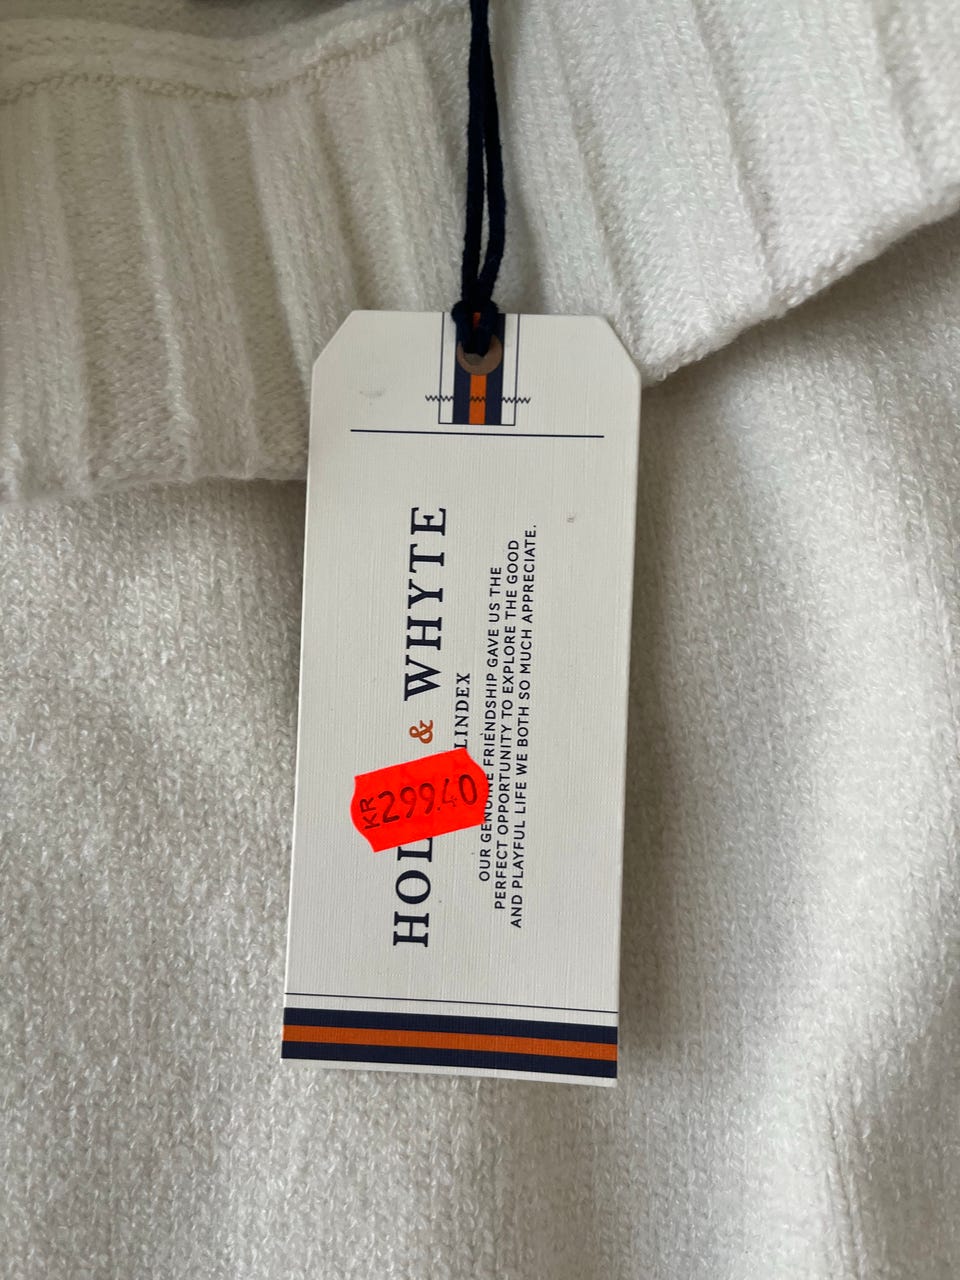 HOL & WHYTE
LINDEX
OUR GENUINE FRIENDSHIP GAVE US THE
PERFECT OPPORTUNITY TO EXPLORE THE GOOD
AND PLAYFUL LIFE WE BOTH SO MUCH APPRECIATE.
KR 299.40